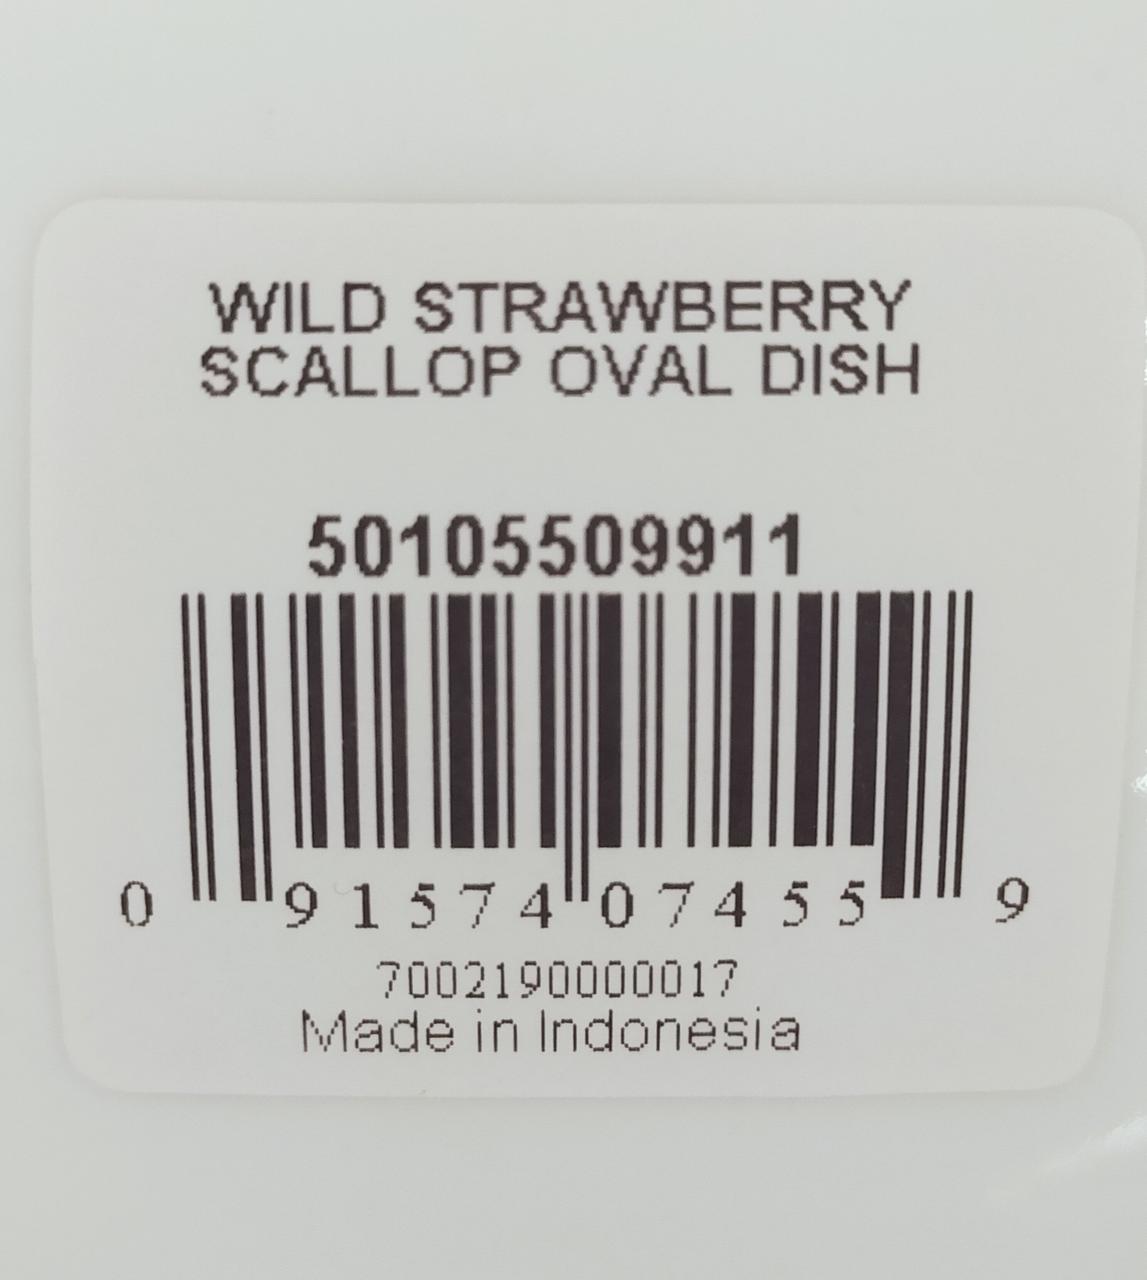 WILD STRAWBERRY
SCALLOP OVAL DISH
50105509911
0 91574 07455 9
7002190000017
Made in Indonesia